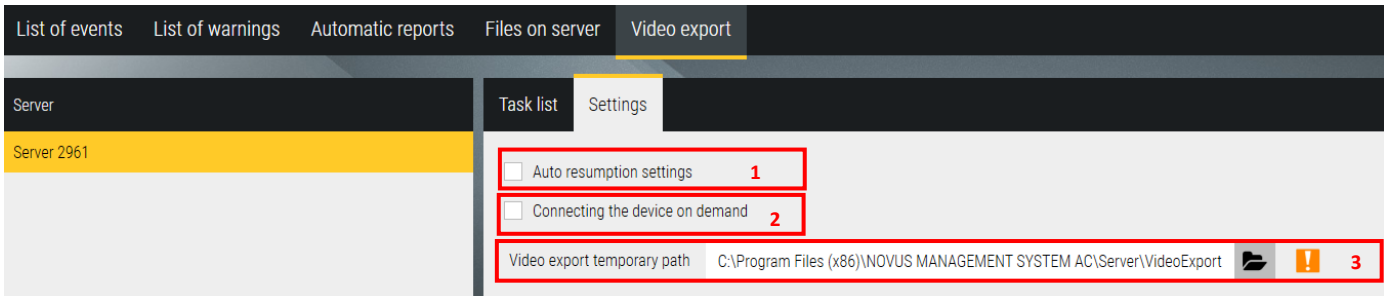 List of events List of warnings Automatic reports Files on server Video export
Server
Task list Settings
Server 2961
Auto resumption settings 1
Connecting the device on demand 2
Video export temporary path C:\Program Files (x86)\NOVUS MANAGEMENT SYSTEM AC\Server\VideoExport ! 3